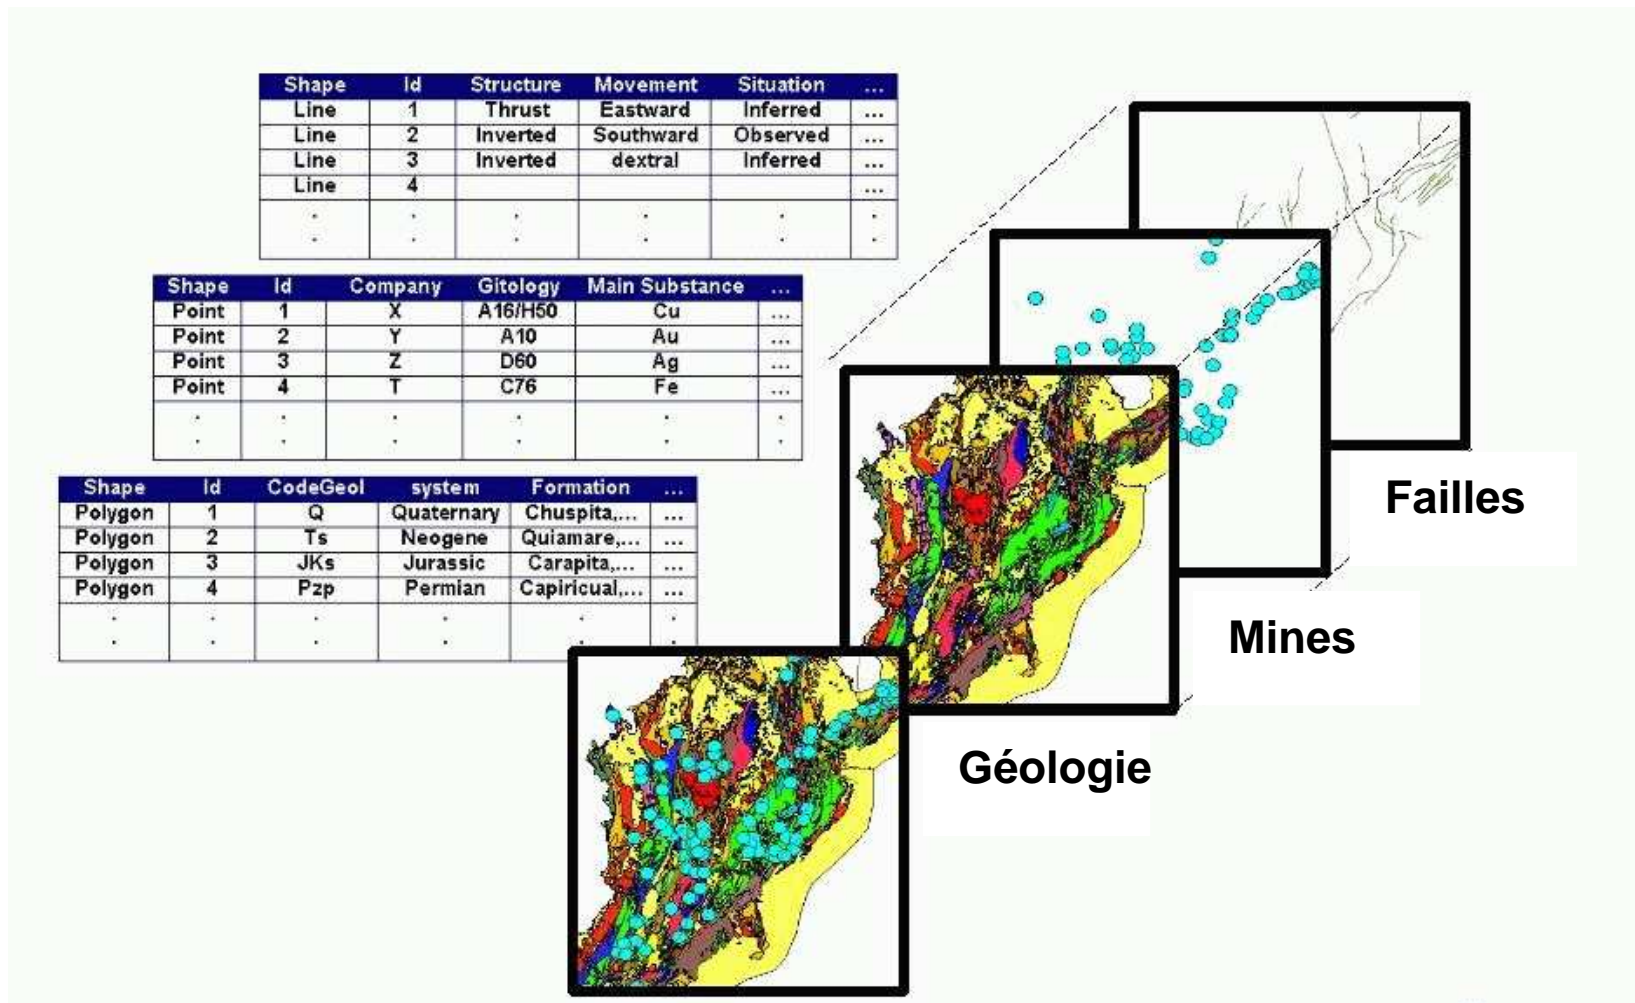 Shape Id Structure Movement Situation ...
Line 1 Thrust Eastward Inferred ...
Line 2 Inverted Southward Observed ...
Line 3 Inverted dextral Inferred ...
Line 4 ...
. . . . . .
. . . . . .
Shape Id Company Gitology Main Substance ...
Point 1 X A16/H50 Cu ...
Point 2 Y A10 Au ...
Point 3 Z D60 Ag ...
Point 4 T C76 Fe ...
. . . . . .
. . . . . .
Shape Id CodeGeol system Formation ...
Polygon 1 Q Quaternary Chuspita,... ...
Polygon 2 Ts Neogene Quiamare,... ...
Polygon 3 JKs Jurassic Carapita,... ...
Polygon 4 Pzp Permian Capiricual,... ...
. . . . . .
. . . . . .
Failles
Mines
Géologie